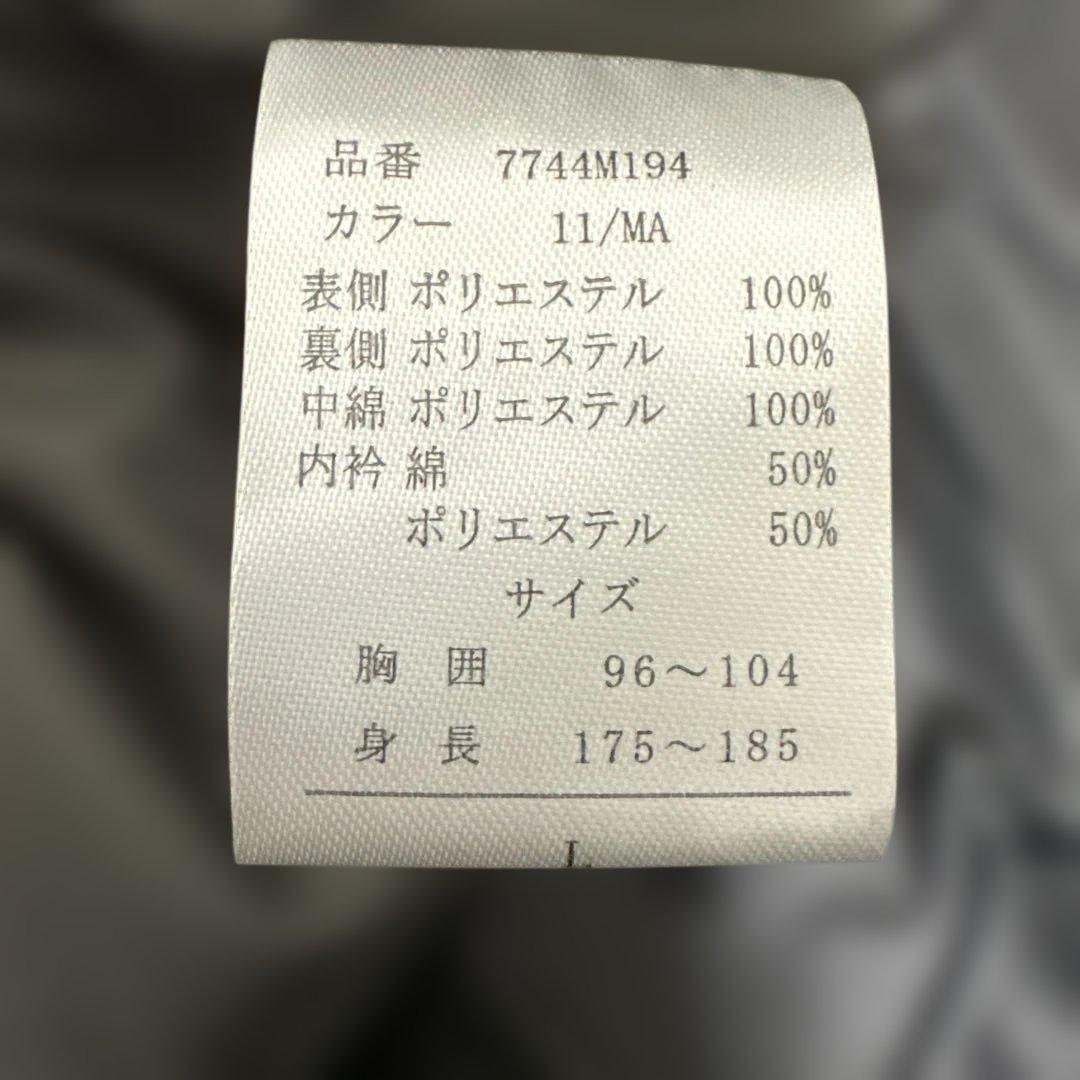 品番 7744M194
カラー 11/MA
表側 ポリエステル 100%
裏側 ポリエステル 100%
中綿 ポリエステル 100%
内衿 綿 50%
ポリエステル 50%
サイズ
胸 囲 96〜104
身 長 175〜185
L